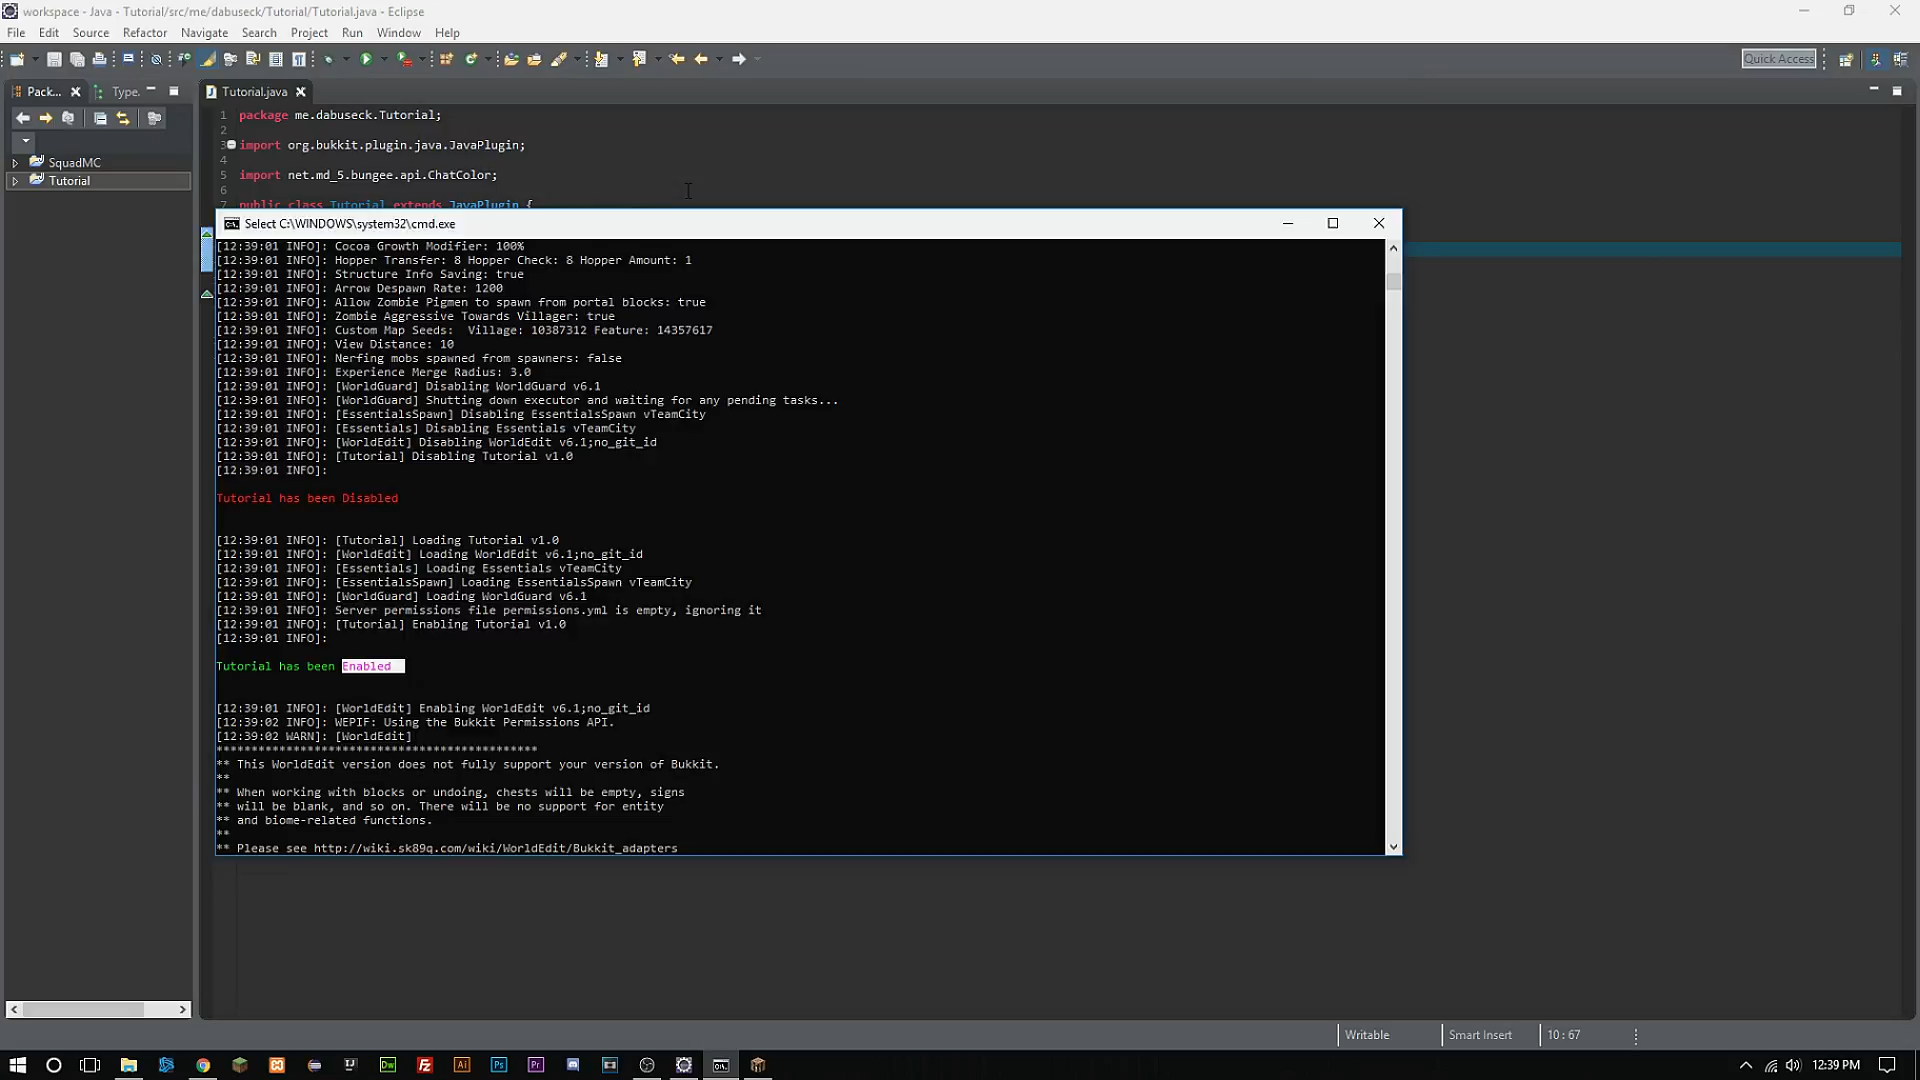 workspace - Java - Tutorial/src/me/dabuseck/Tutorial/Tutorial.java - Eclipse
File Edit Source Refactor Navigate Search Project Run Window Help
Quick Access
Pack... Type. Tutorial.java
SquadMC
Tutorial
1 package me.dabuseck.Tutorial;
2
3 import org.bukkit.plugin.java.JavaPlugin;
4
5 import net.md_5.bungee.api.ChatColor;
6
7 public class Tutorial extends JavaPlugin {
Select C:\WINDOWS\system32\cmd.exe
[12:39:01 INFO]: Cocoa Growth Modifier: 100%
[12:39:01 INFO]: Hopper Transfer: 8 Hopper Check: 8 Hopper Amount: 1
[12:39:01 INFO]: Structure Info Saving: true
[12:39:01 INFO]: Arrow Despawn Rate: 1200
[12:39:01 INFO]: Allow Zombie Pigmen to spawn from portal blocks: true
[12:39:01 INFO]: Zombie Aggressive Towards Villager: true
[12:39:01 INFO]: Custom Map Seeds:  Village: 10387312 Feature: 14357617
[12:39:01 INFO]: View Distance: 10
[12:39:01 INFO]: Nerfing mobs spawned from spawners: false
[12:39:01 INFO]: Experience Merge Radius: 3.0
[12:39:01 INFO]: [WorldGuard] Disabling WorldGuard v6.1
[12:39:01 INFO]: [WorldGuard] Shutting down executor and waiting for any pending tasks...
[12:39:01 INFO]: [EssentialsSpawn] Disabling EssentialsSpawn vTeamCity
[12:39:01 INFO]: [Essentials] Disabling Essentials vTeamCity
[12:39:01 INFO]: [WorldEdit] Disabling WorldEdit v6.1;no_git_id
[12:39:01 INFO]: [Tutorial] Disabling Tutorial v1.0
[12:39:01 INFO]:
Tutorial has been Disabled
[12:39:01 INFO]: [Tutorial] Loading Tutorial v1.0
[12:39:01 INFO]: [WorldEdit] Loading WorldEdit v6.1;no_git_id
[12:39:01 INFO]: [Essentials] Loading Essentials vTeamCity
[12:39:01 INFO]: [EssentialsSpawn] Loading EssentialsSpawn vTeamCity
[12:39:01 INFO]: [WorldGuard] Loading WorldGuard v6.1
[12:39:01 INFO]: Server permissions file permissions.yml is empty, ignoring it
[12:39:01 INFO]: [Tutorial] Enabling Tutorial v1.0
[12:39:01 INFO]:
Tutorial has been Enabled
[12:39:01 INFO]: [WorldEdit] Enabling WorldEdit v6.1;no_git_id
[12:39:02 INFO]: WEPIF: Using the Bukkit Permissions API.
[12:39:02 WARN]: [WorldEdit]
**********************************************
** This WorldEdit version does not fully support your version of Bukkit.
**
** When working with blocks or undoing, chests will be empty, signs
** will be blank, and so on. There will be no support for entity
** and biome-related functions.
**
** Please see http://wiki.sk89q.com/wiki/WorldEdit/Bukkit_adapters
Writable Smart Insert 10 : 67
12:39 PM